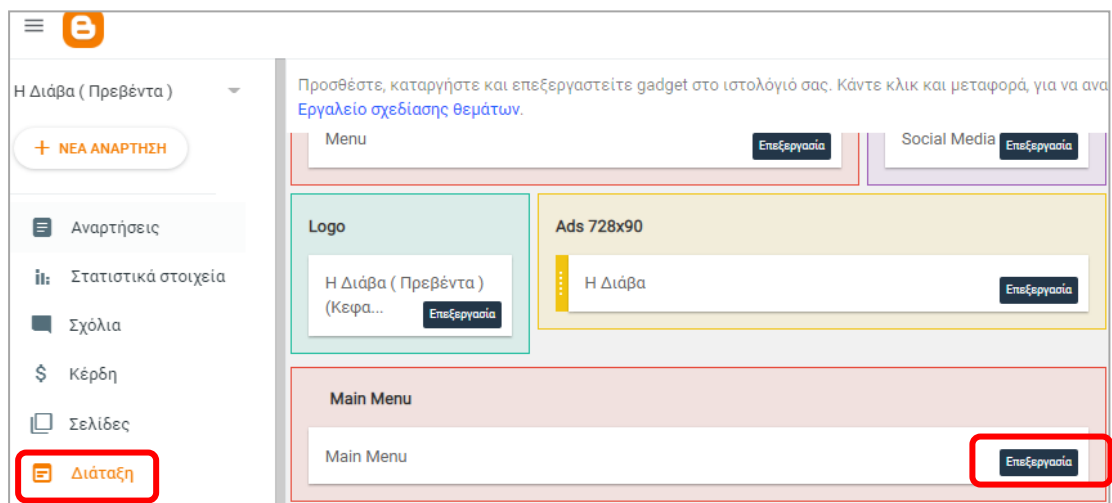 Η Διάβα ( Πρεβέντα )
+ ΝΕΑ ΑΝΑΡΤΗΣΗ
Αναρτήσεις
Στατιστικά στοιχεία
Σχόλια
$ Κέρδη
Σελίδες
Διάταξη
Προσθέστε, καταργήστε και επεξεργαστείτε gadget στο ιστολόγιό σας. Κάντε κλικ και μεταφορά, για να ανα
Εργαλείο σχεδίασης θεμάτων.
Menu
Επεξεργασία
Social Media
Επεξεργασία
Logo
Η Διάβα ( Πρεβέντα )
(Κεφα...
Επεξεργασία
Ads 728x90
Η Διάβα
Επεξεργασία
Main Menu
Main Menu
Επεξεργασία